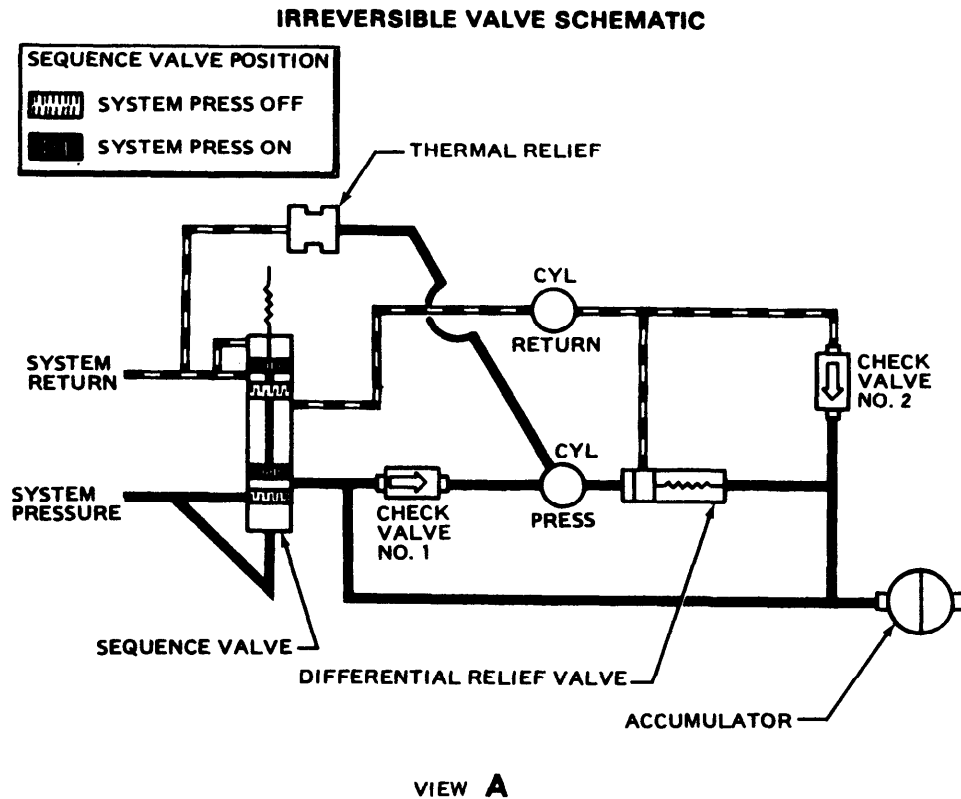 IRREVERSIBLE VALVE SCHEMATIC
SEQUENCE VALVE POSITION
SYSTEM PRESS OFF
SYSTEM PRESS ON
THERMAL RELIEF
CYL
RETURN
SYSTEM
RETURN
CHECK
VALVE
NO. 2
CYL
PRESS
SYSTEM
PRESSURE
CHECK
VALVE
NO. 1
SEQUENCE VALVE
DIFFERENTIAL RELIEF VALVE
ACCUMULATOR
VIEW A